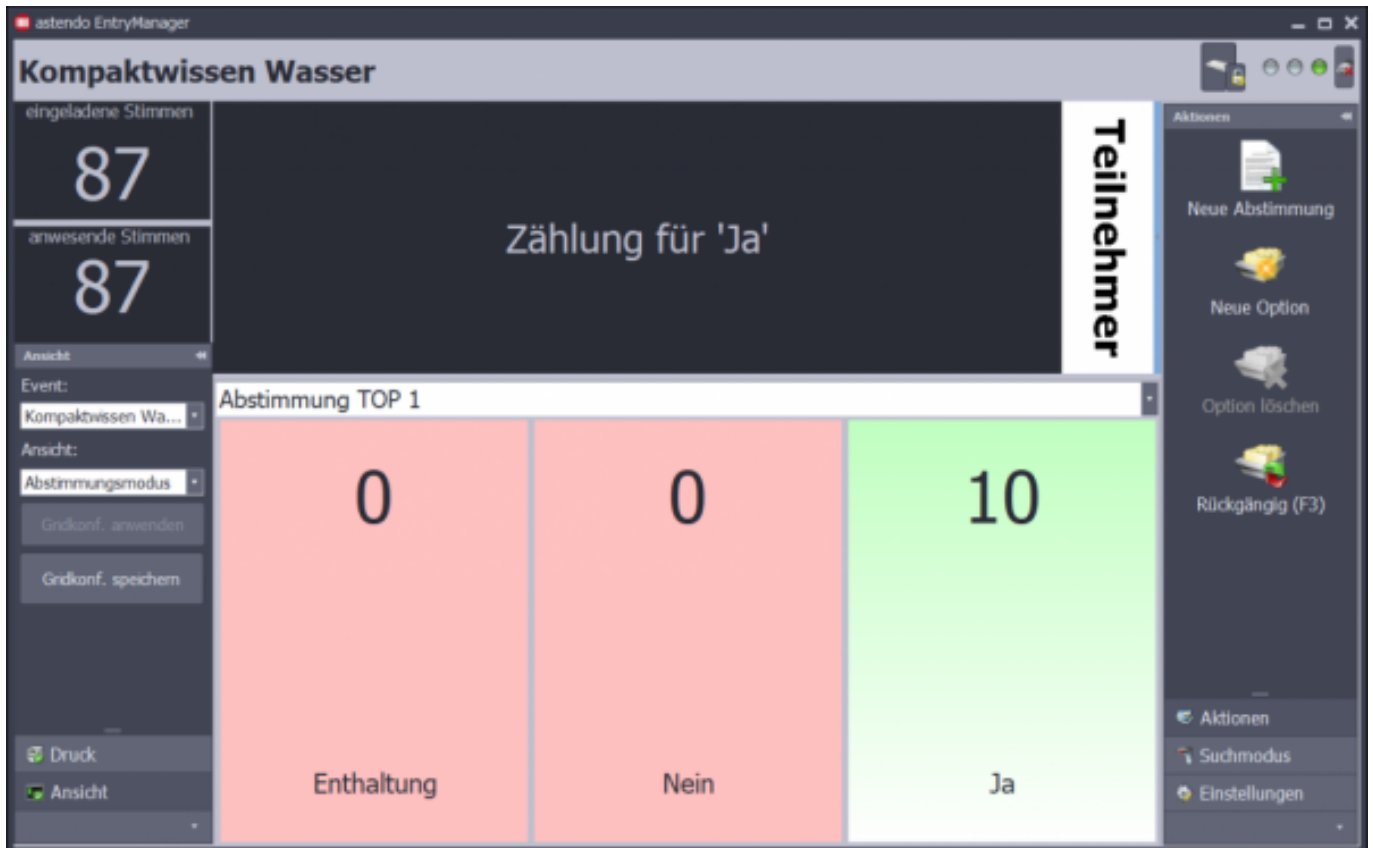 astendo EntryManager
Kompaktwissen Wasser
eingeladene Stimmen
87
anwesende Stimmen
87
Ansicht
Event:
Kompaktwissen Wa...
Ansicht:
Abstimmungsmodus
Gridkonf. anwenden
Gridkonf. speichern
Druck
Ansicht
Zählung für 'Ja'
Teilnehmer
Abstimmung TOP 1
0
Enthaltung
0
Nein
10
Ja
Aktionen
Neue Abstimmung
Neue Option
Option löschen
Rückgängig (F3)
Aktionen
Suchmodus
Einstellungen